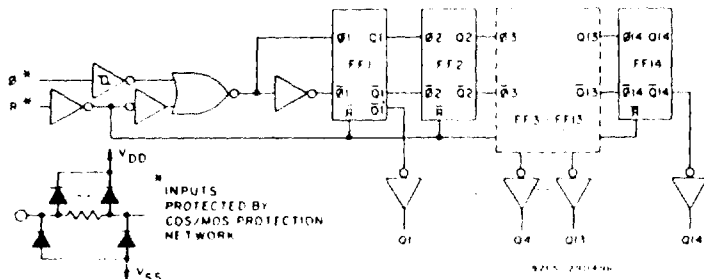 Ø1 Q1 Ø2 Q2 Ø3 Q13 Ø14 Q14
FF1 FF2 FF14
Ø *
R *
Ø̅1 Q̅1 Ø̅2 Q̅2 Ø̅3 Q̅13 Ø̅14 Q̅14
Q̅1
R̅ R̅ FF3 - FF13 R̅
VDD
*
INPUTS
PROTECTED BY
COS/MOS PROTECTION
NETWORK
VSS
Q1 Q4 Q13 Q14